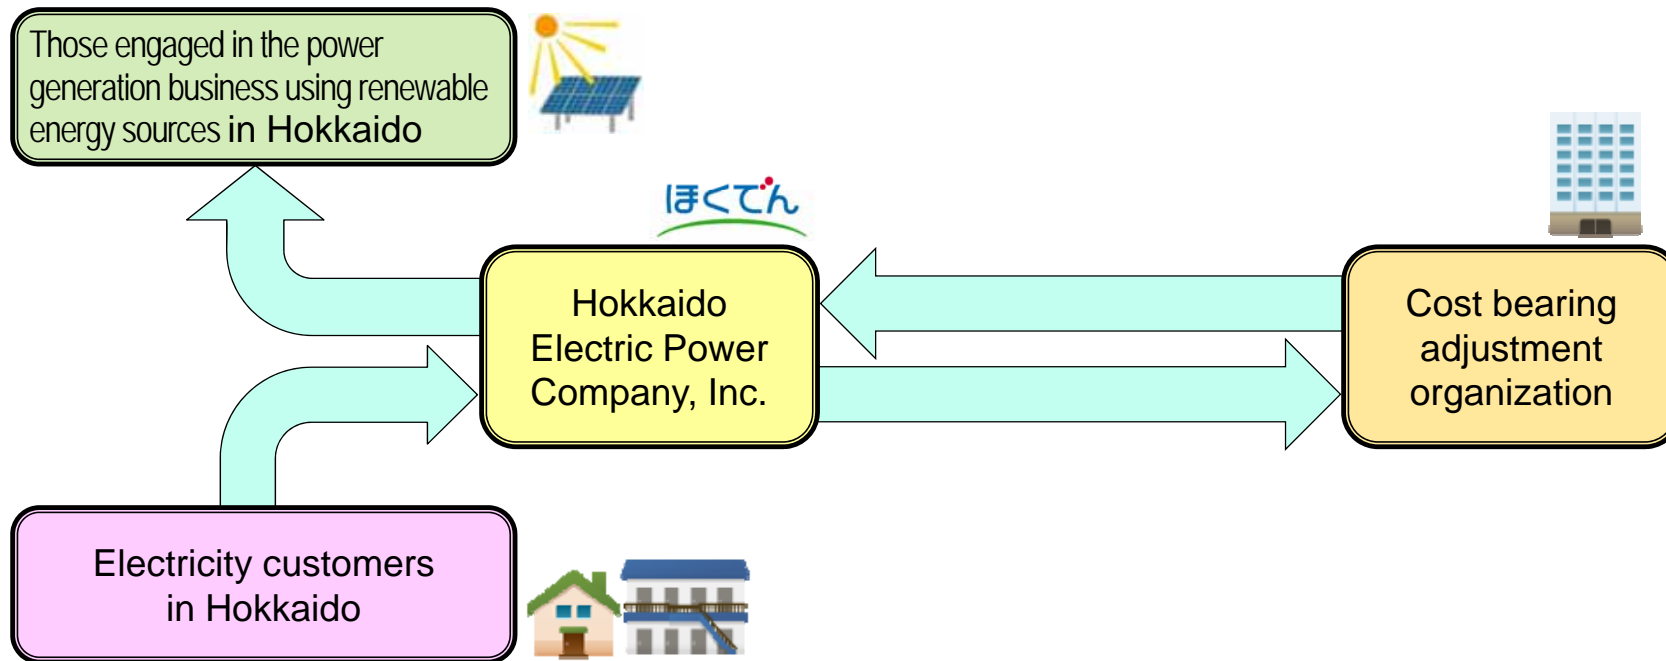 Those engaged in the power
generation business using renewable
energy sources in Hokkaido
ほくでん
Hokkaido
Electric Power
Company, Inc.
Cost bearing
adjustment
organization
Electricity customers
in Hokkaido